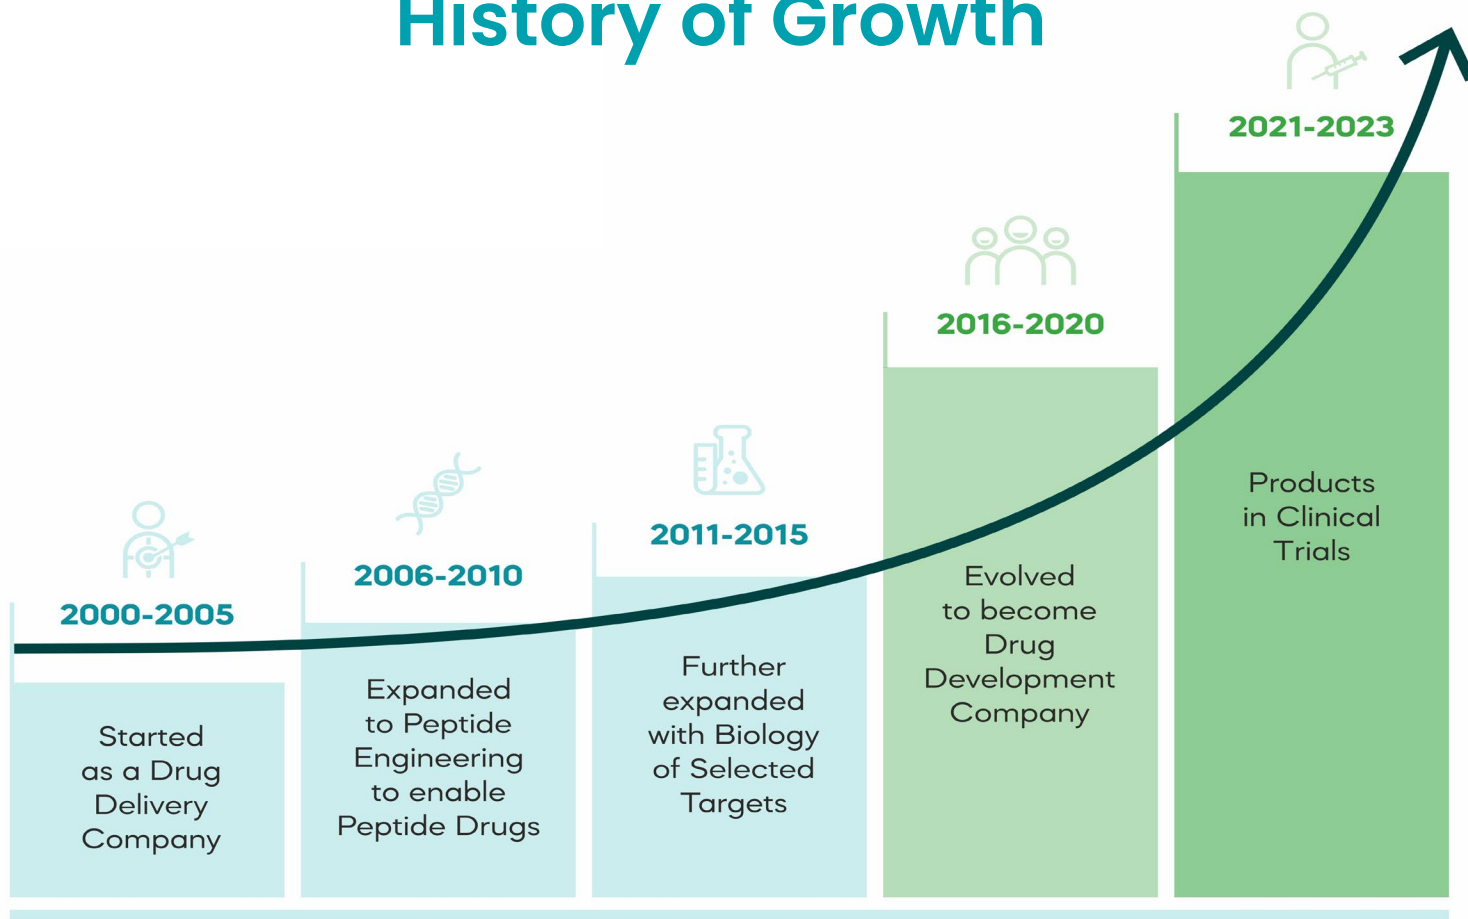 History of Growth
2000-2005
Started
as a Drug
Delivery
Company
2006-2010
Expanded
to Peptide
Engineering
to enable
Peptide Drugs
2011-2015
Further
expanded
with Biology
of Selected
Targets
2016-2020
Evolved
to become
Drug
Development
Company
2021-2023
Products
in Clinical
Trials